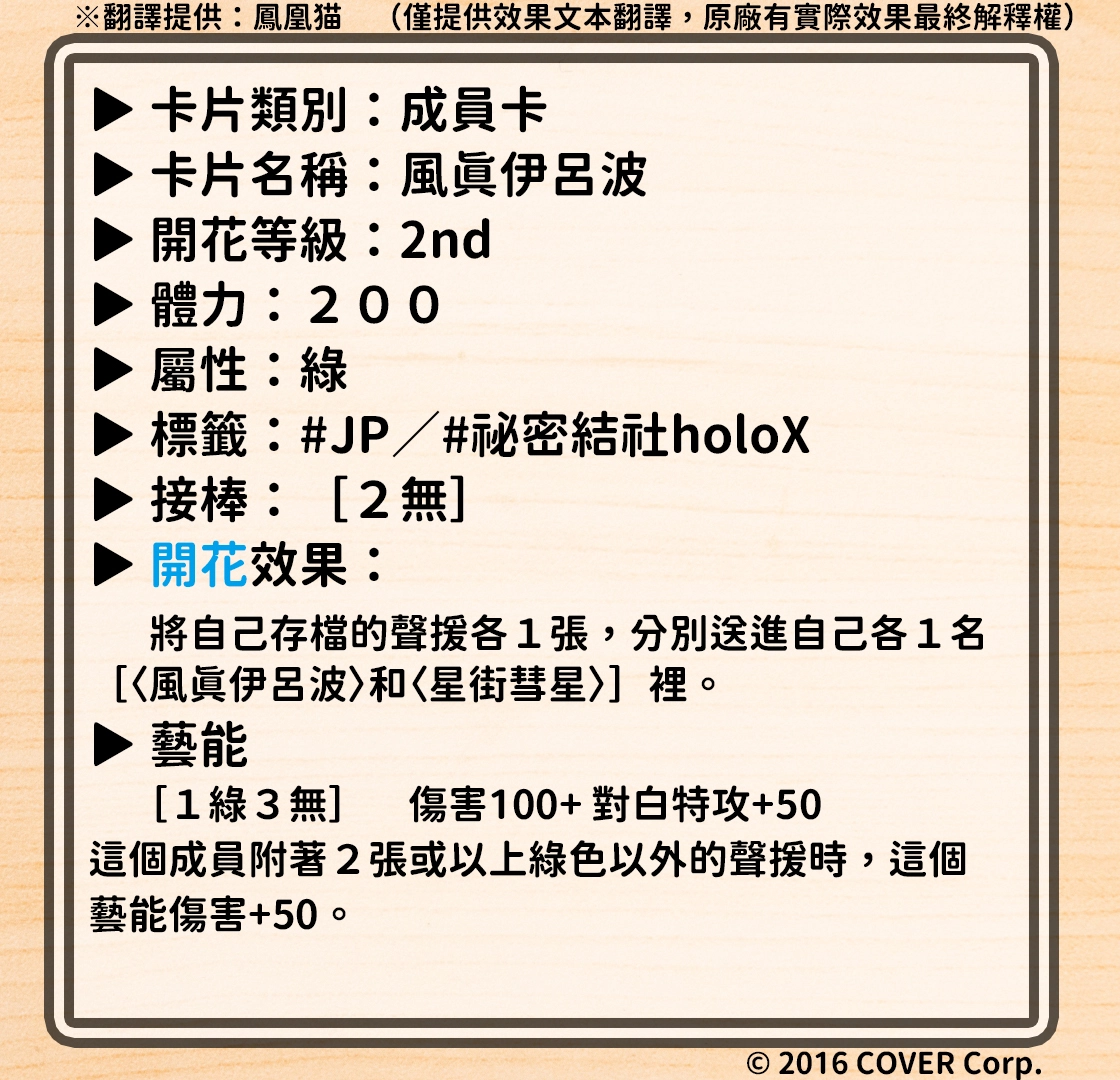 ※翻譯提供：鳳凰猫　（僅提供效果文本翻譯，原廠有實際效果最終解釋權）
▶ 卡片類別：成員卡
▶ 卡片名稱：風眞伊呂波
▶ 開花等級：2nd
▶ 體力：２００
▶ 屬性：綠
▶ 標籤：#JP／#祕密結社holoX
▶ 接棒：［２無］
▶ 開花效果：
將自己存檔的聲援各１張，分別送進自己各１名
［〈風眞伊呂波〉和〈星街彗星〉］裡。
▶ 藝能
［１綠３無］　傷害100+ 對白特攻+50
這個成員附著２張或以上綠色以外的聲援時，這個
藝能傷害+50。
© 2016 COVER Corp.